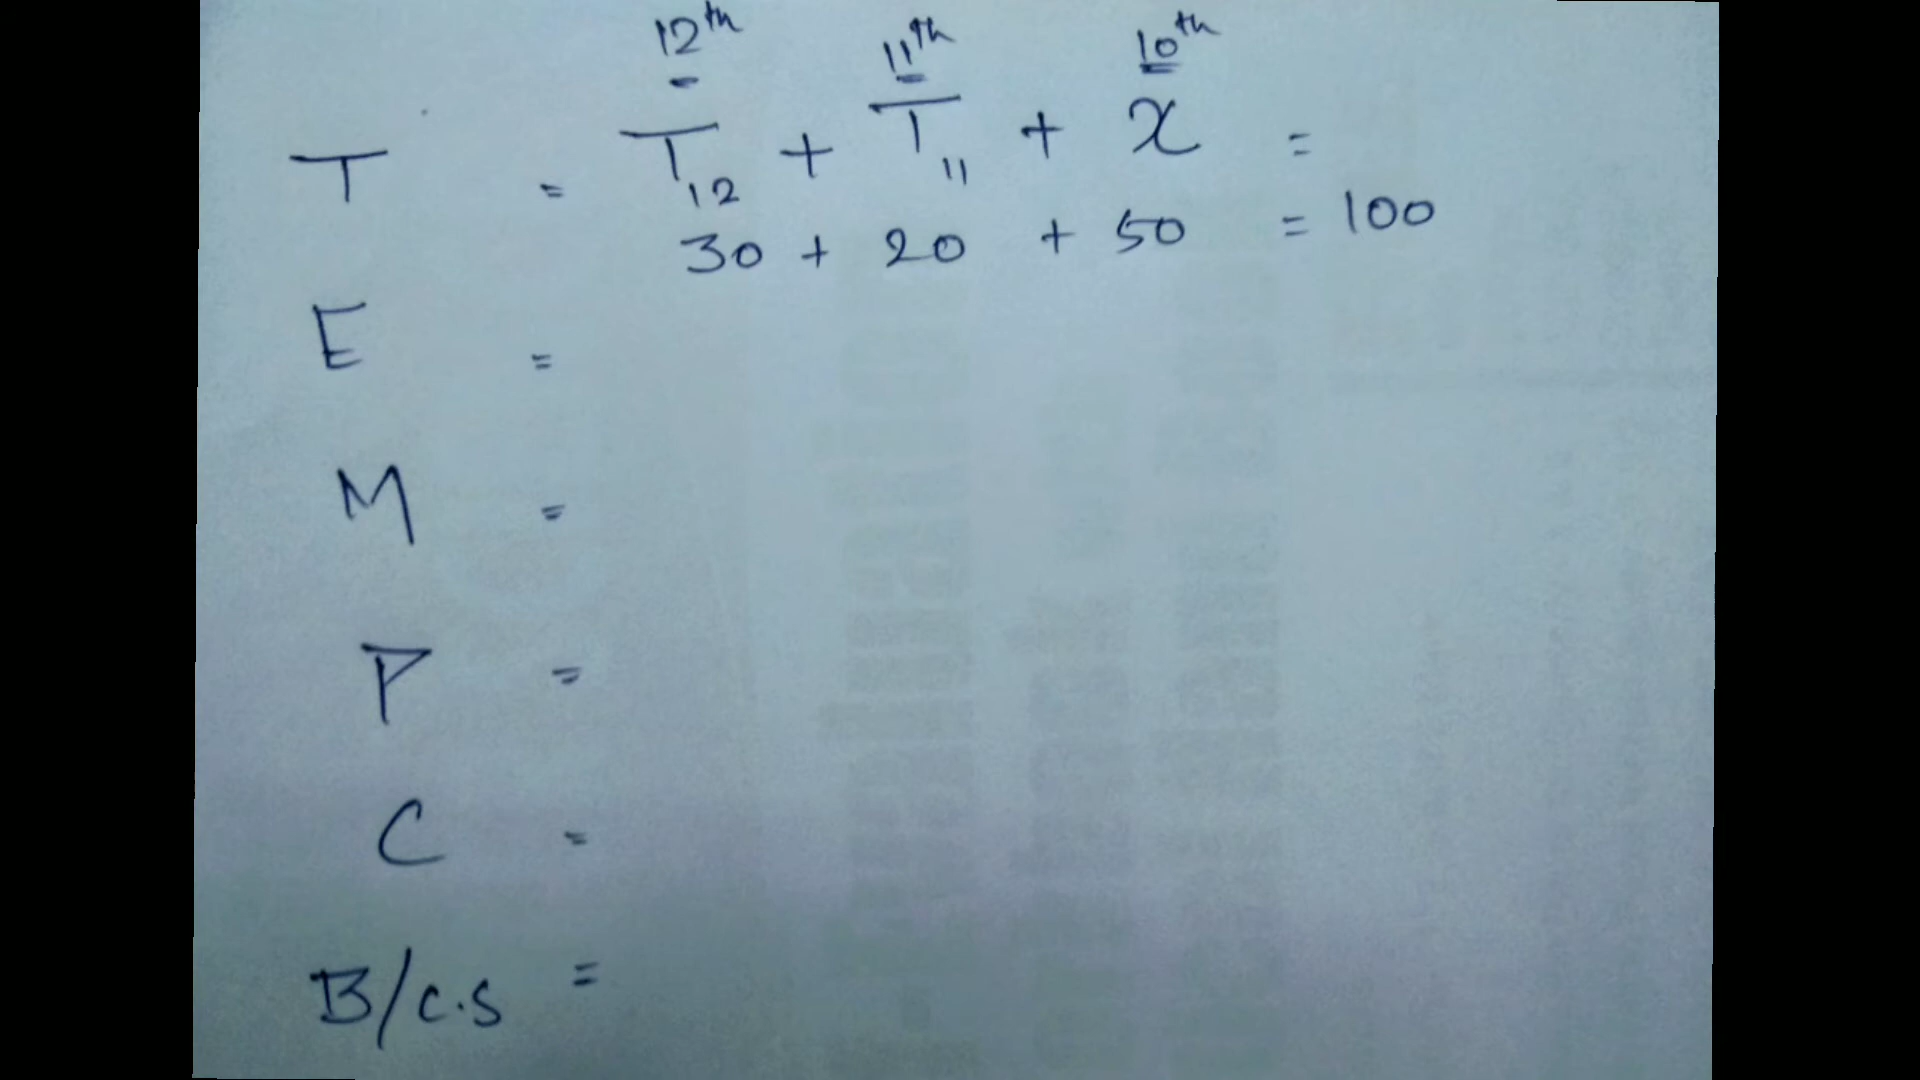 12th 11th 10th
T = T12 + T11 + x =
30 + 20 + 50 = 100
E =
M =
P =
C =
B/C.S =